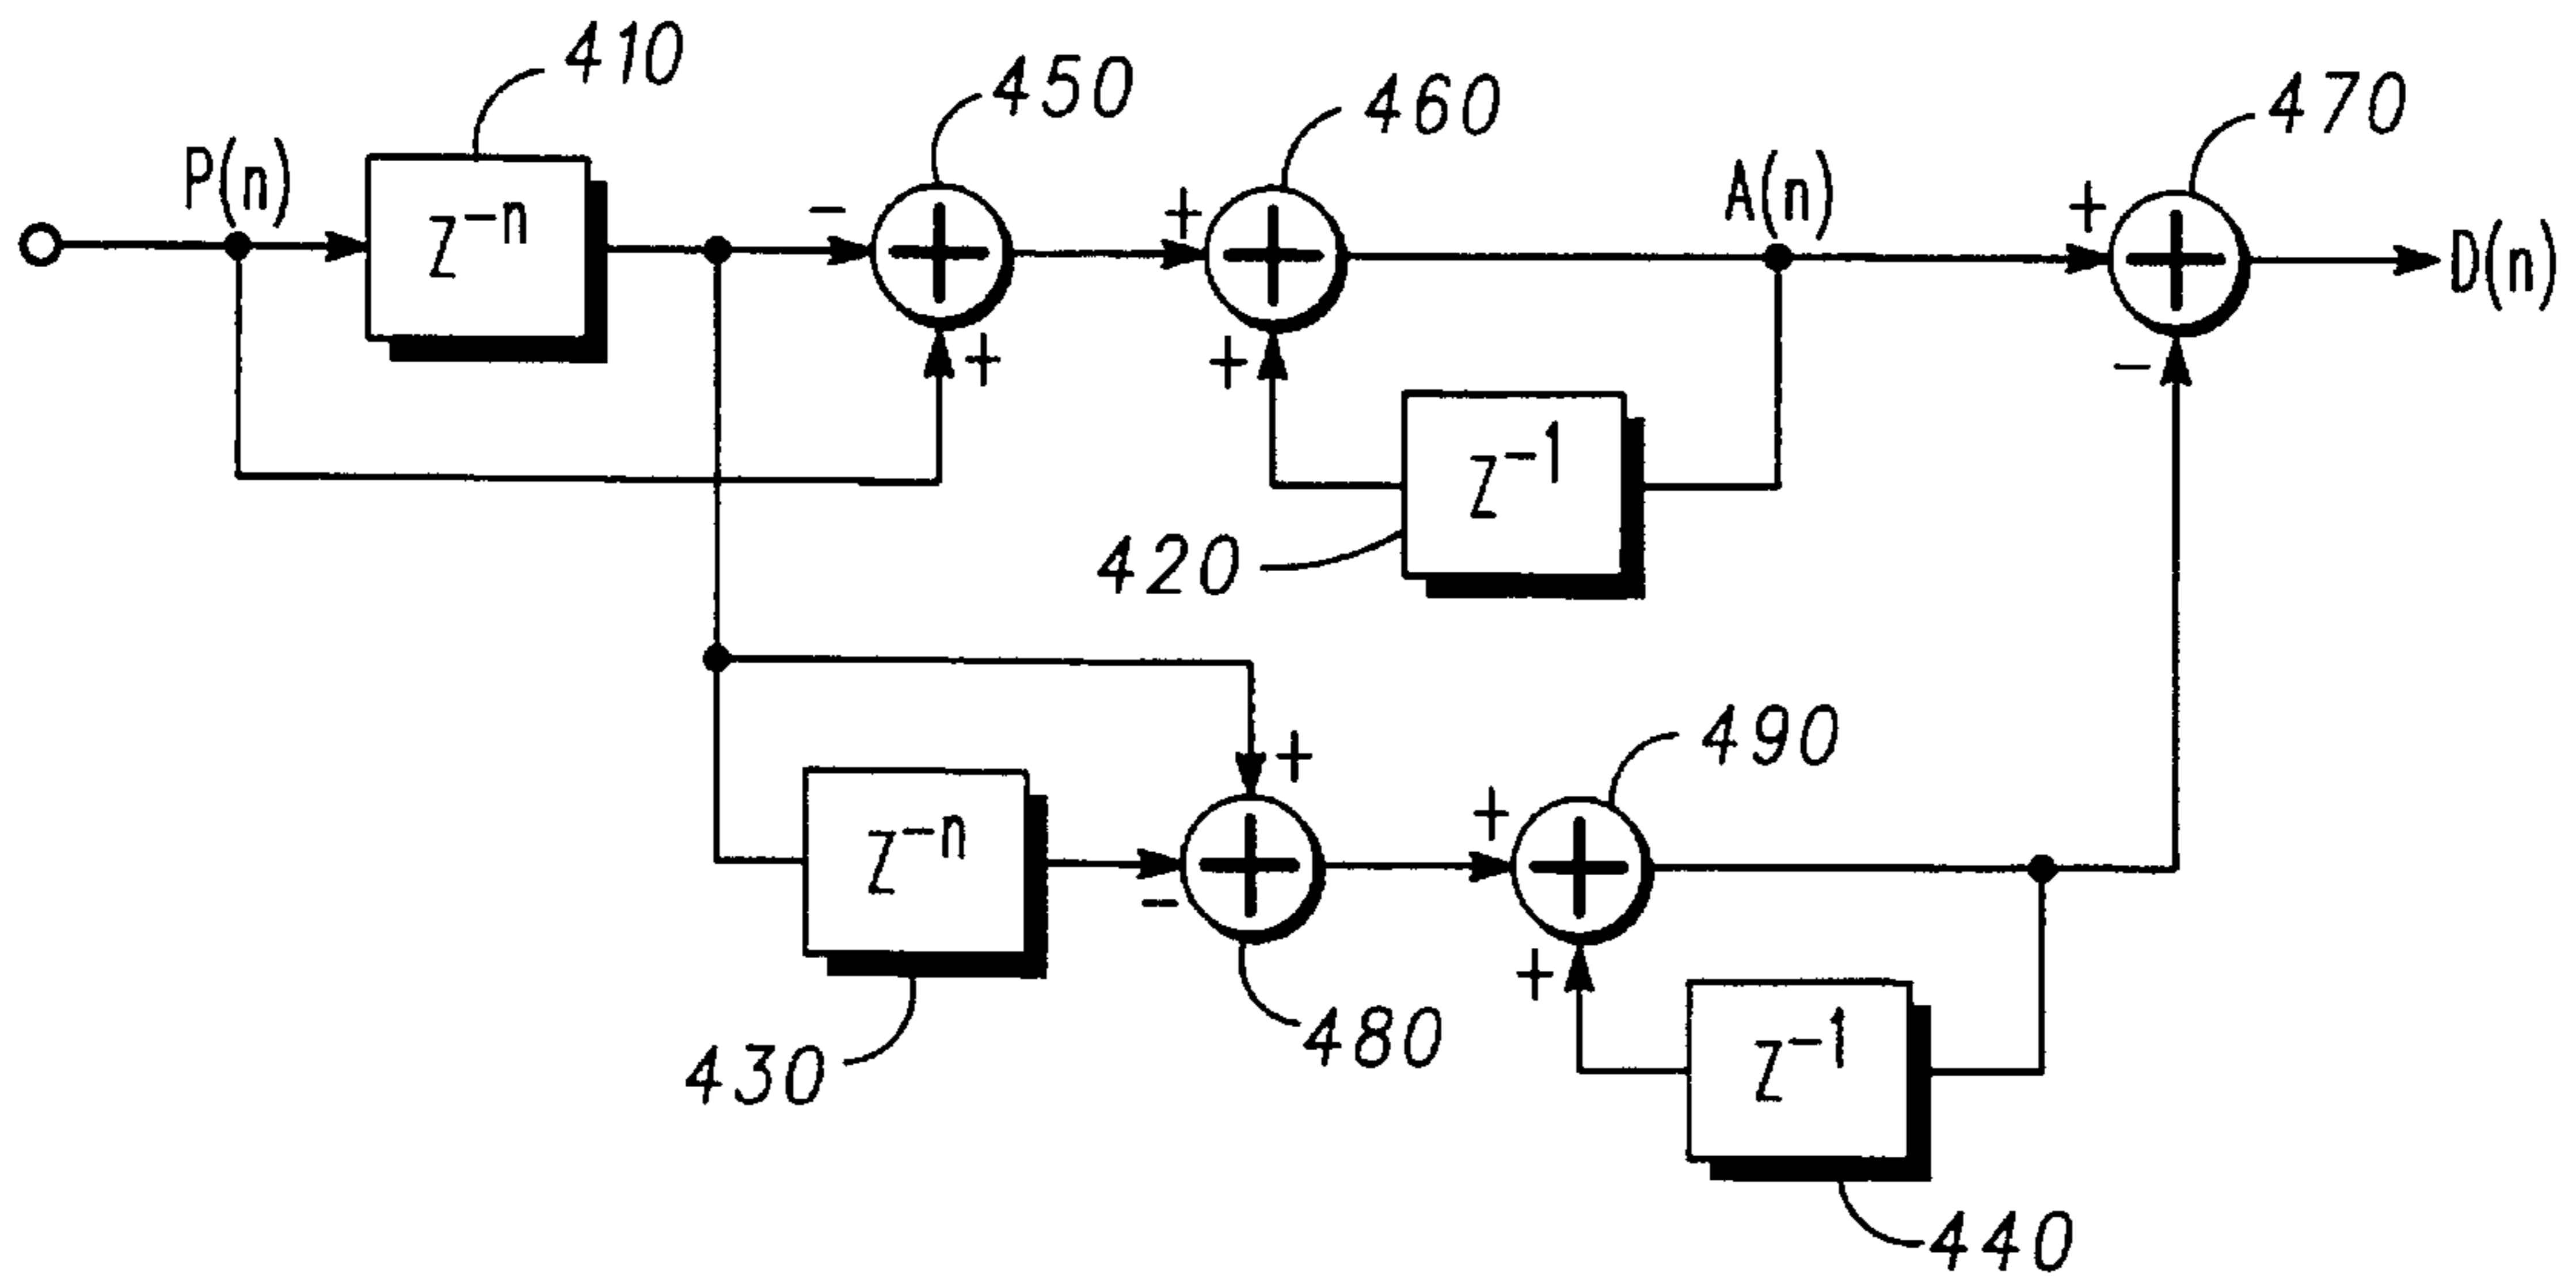 410
450
460
470
P(n)
Z⁻ⁿ
-
+
+
+
A(n)
+
-
D(n)
Z⁻¹
420
490
Z⁻ⁿ
+
-
+
+
430
480
Z⁻¹
440